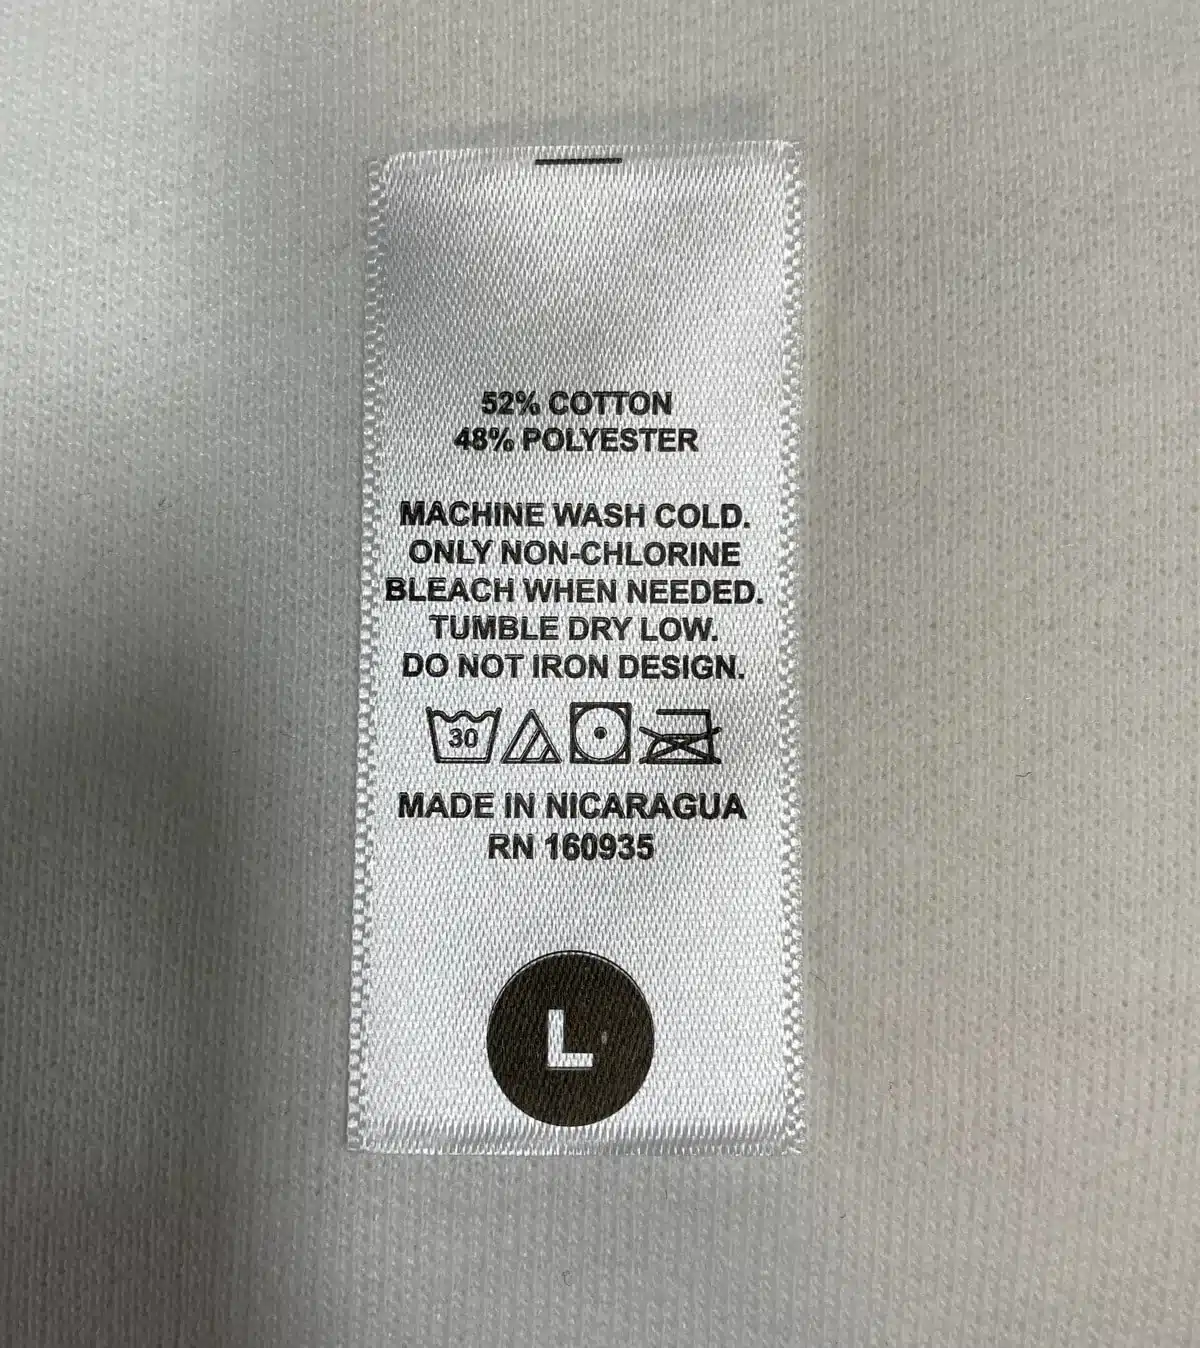 52% COTTON
48% POLYESTER
MACHINE WASH COLD.
ONLY NON-CHLORINE
BLEACH WHEN NEEDED.
TUMBLE DRY LOW.
DO NOT IRON DESIGN.
30
MADE IN NICARAGUA
RN 160935
L